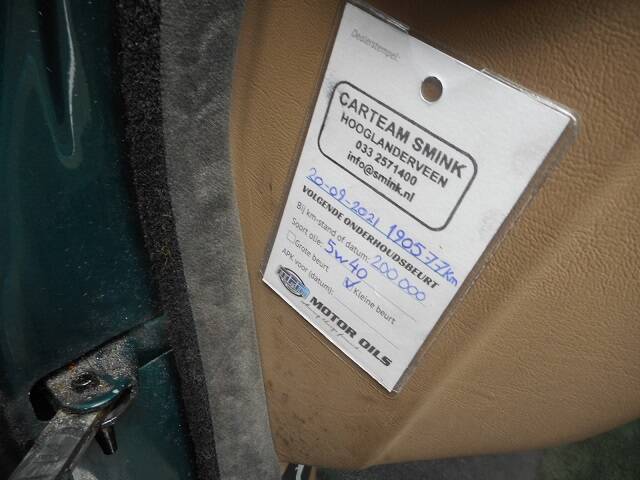 Dealerstempel:
CARTEAM SMINK
HOOGLANDERVEEN
033 2571400
info@smink.nl
20-09-2021 190577km
VOLGENDE ONDERHOUDSBEURT
Bij km-stand of datum: 200.000
Soort olie: 5w40
Grote beurt Kleine beurt
APK voor (datum):
MOTOR OILS